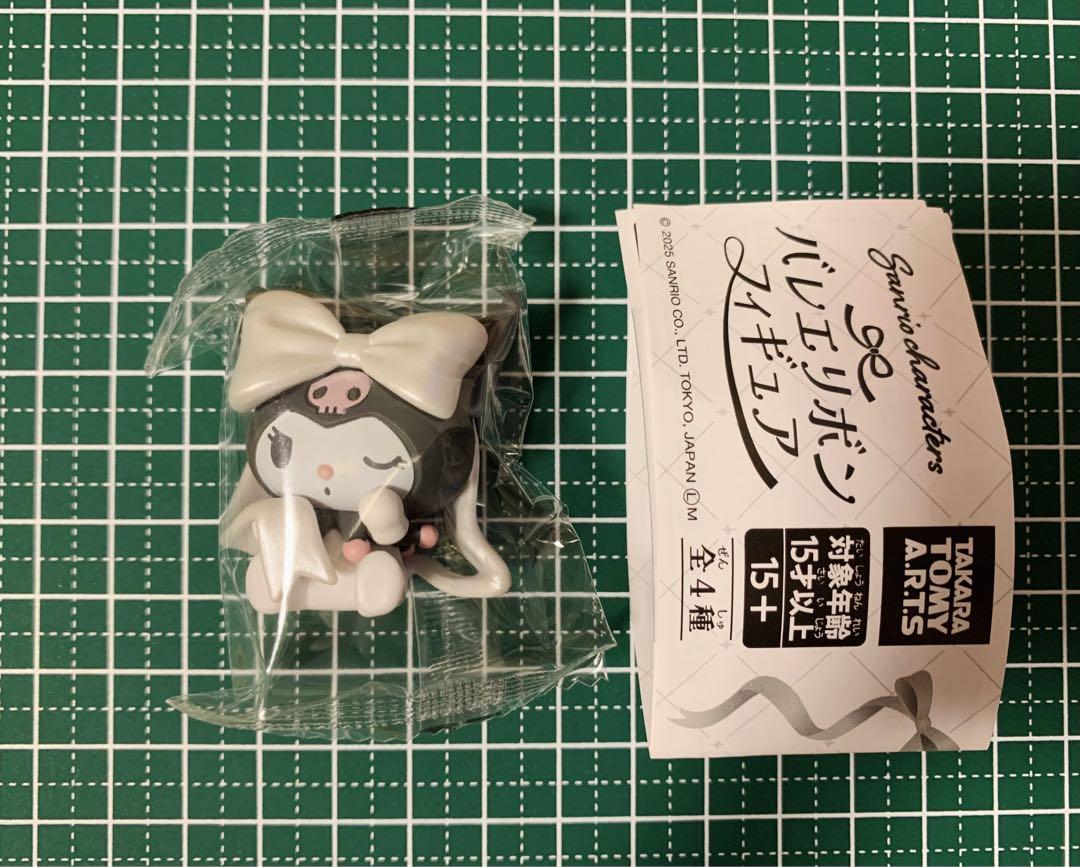 Sanrio characters
バレエリボン
フィギュア
© 2025 SANRIO CO., LTD. TOKYO, JAPAN Ⓛ M
TAKARA
TOMY
A.R.T.S
たいしょうねんれい
対象年齢
さいいじょう
15才以上
15+
ぜん しゅ
全4種